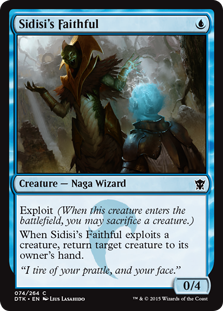 Sidisi's Faithful
Creature — Naga Wizard
Exploit (When this creature enters the
battlefield, you may sacrifice a creature.)
When Sidisi's Faithful exploits a
creature, return target creature to
its owner's hand.
"I tire of your prattle, and your face."
0/4
074/264 C
DTK • EN LIUS LASAHIDO
™ & © 2015 Wizards of the Coast